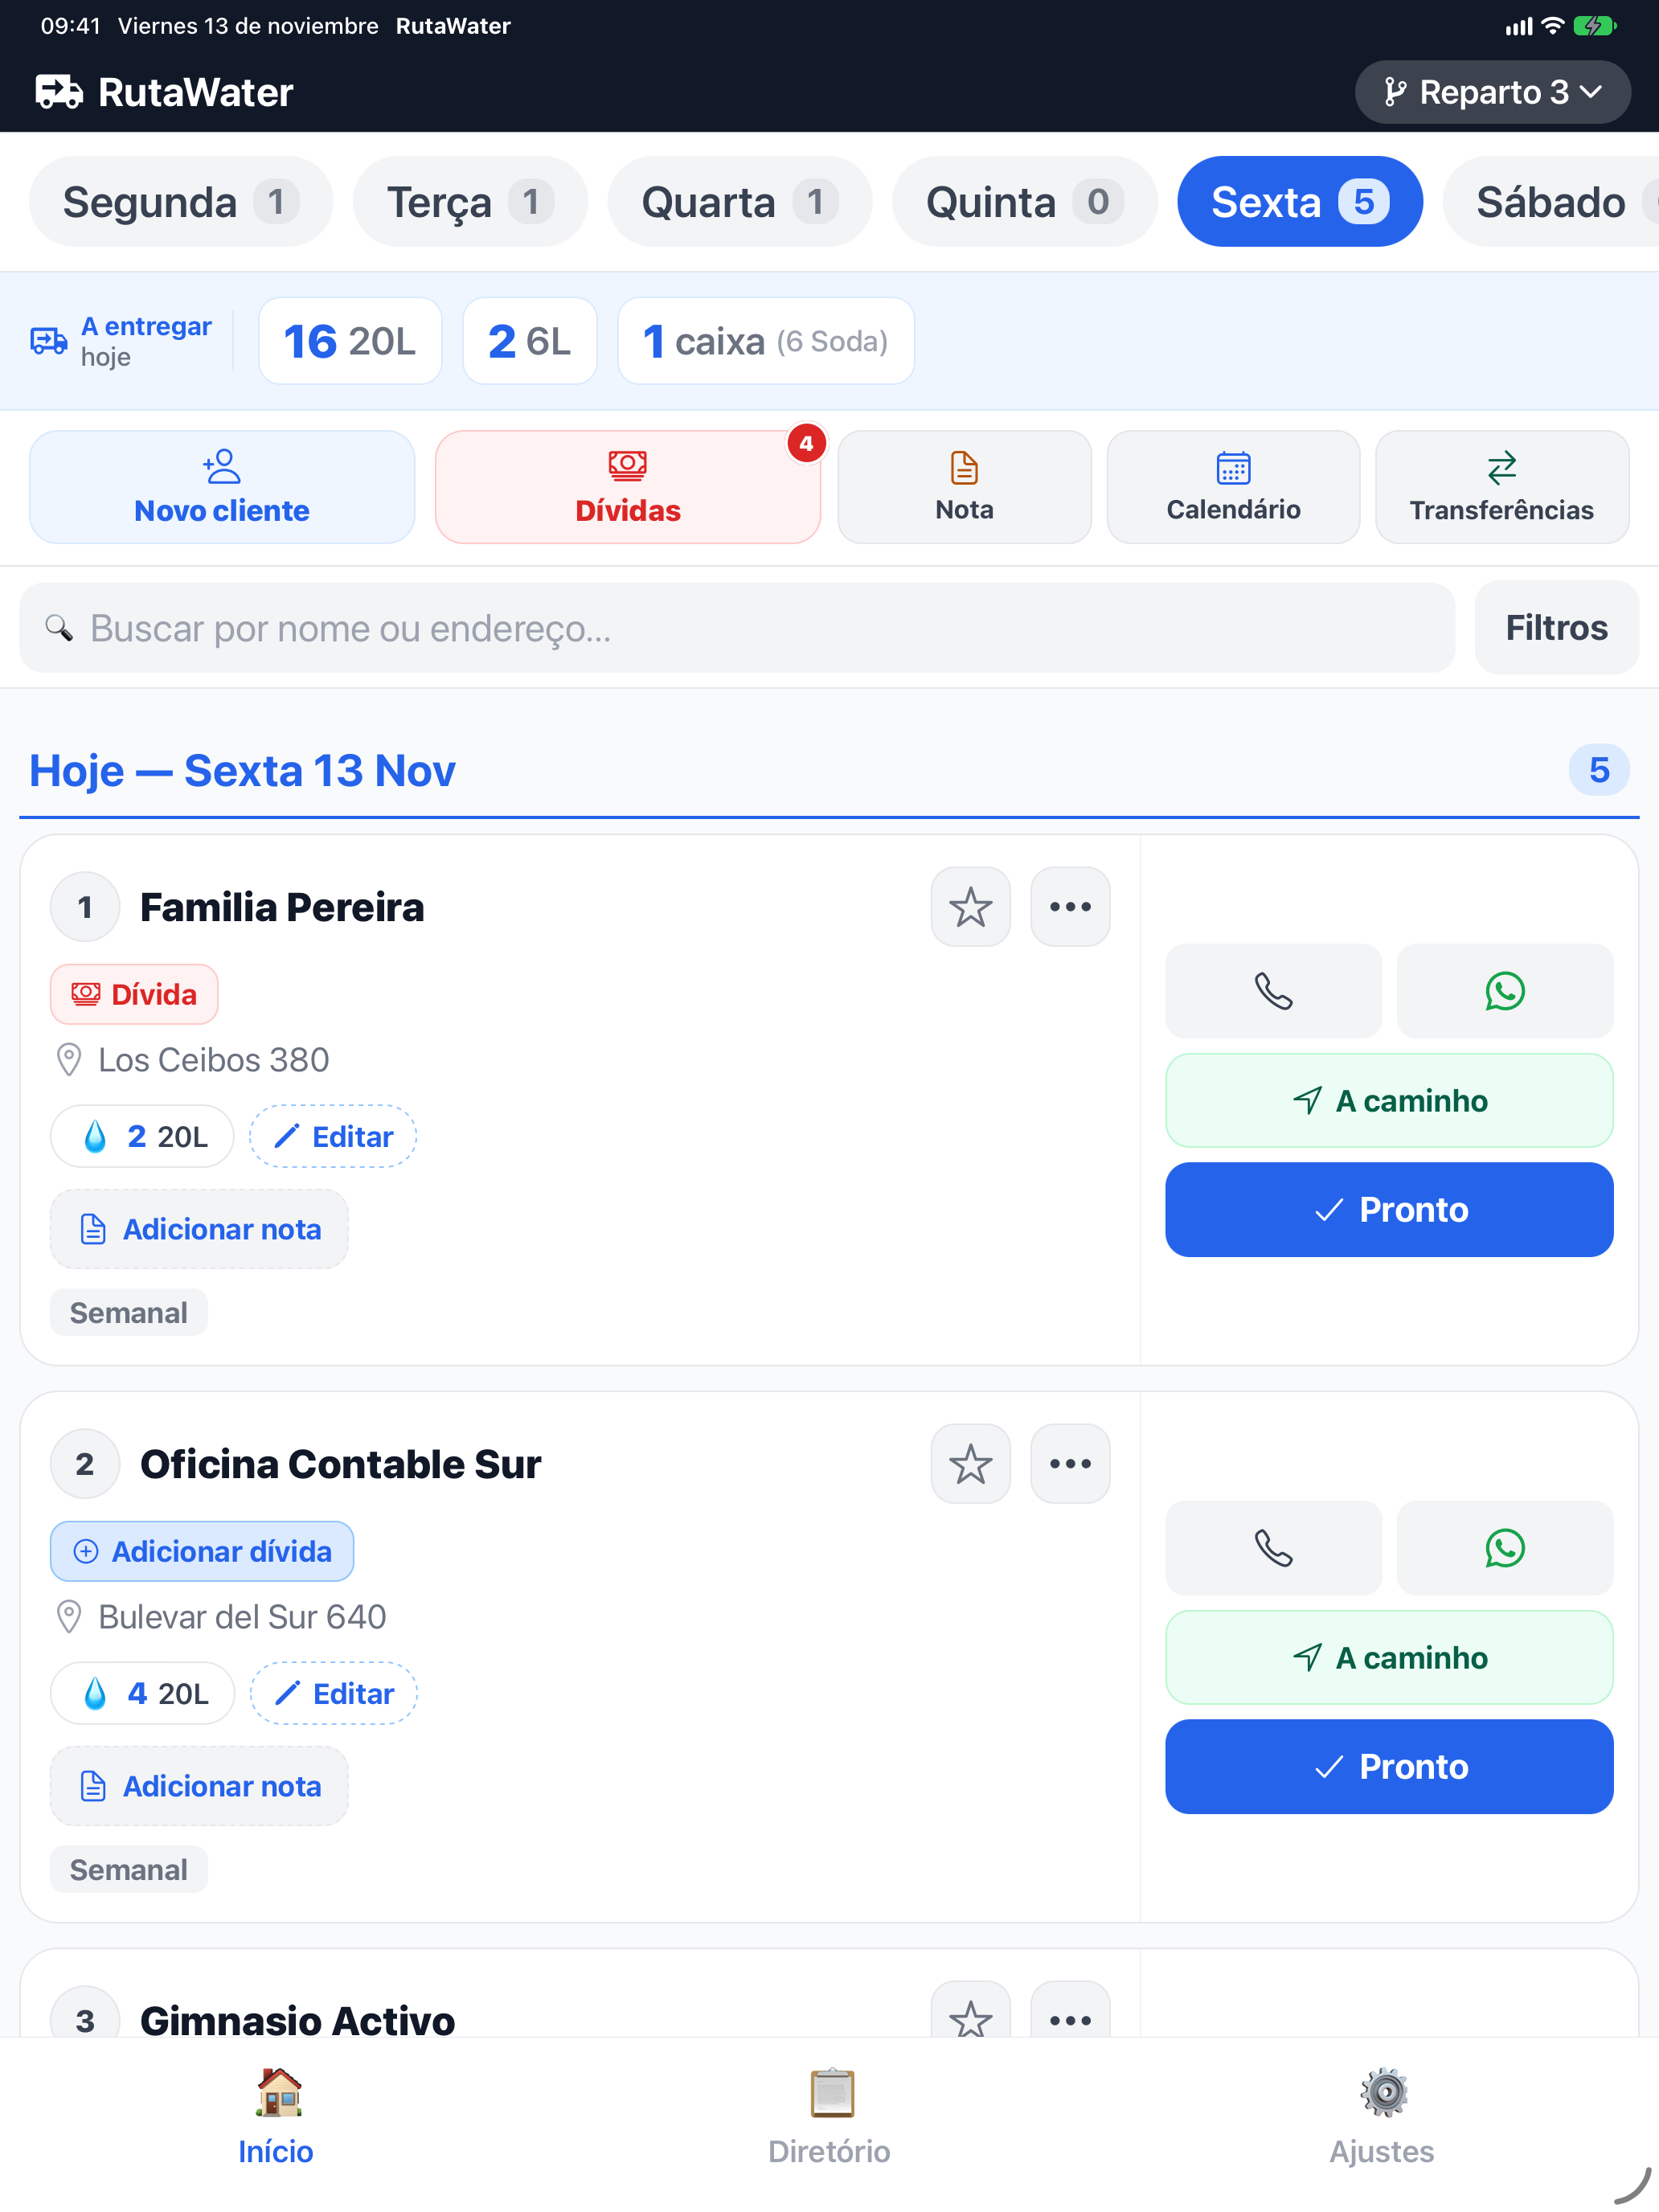 09:41 Viernes 13 de noviembre RutaWater
RutaWater
Reparto 3
Segunda 1
Terça 1
Quarta 1
Quinta 0
Sexta 5
Sábado
A entregar
hoje
16 20L
2 6L
1 caixa (6 Soda)
Novo cliente
Dívidas
4
Nota
Calendário
Transferências
Buscar por nome ou endereço...
Filtros
Hoje — Sexta 13 Nov
5
1 Familia Pereira
Dívida
Los Ceibos 380
2 20L
Editar
Adicionar nota
Semanal
A caminho
Pronto
2 Oficina Contable Sur
Adicionar dívida
Bulevar del Sur 640
4 20L
Editar
Adicionar nota
Semanal
A caminho
Pronto
3 Gimnasio Activo
Início
Diretório
Ajustes